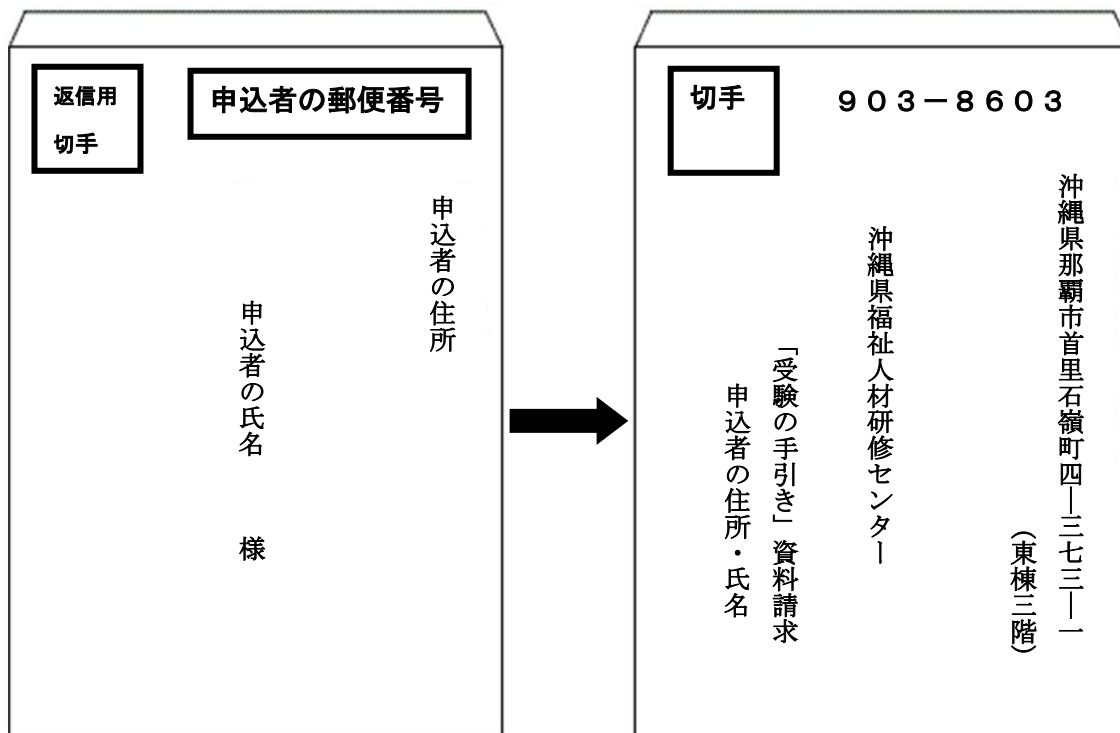 返信用
切手
申込者の郵便番号
申込者の住所
申込者の氏名　　様
切手
９０３－８６０３
沖縄県那覇市首里石嶺町四―三七三―一
（東棟三階）
沖縄県福祉人材研修センター
「受験の手引き」資料請求
申込者の住所・氏名